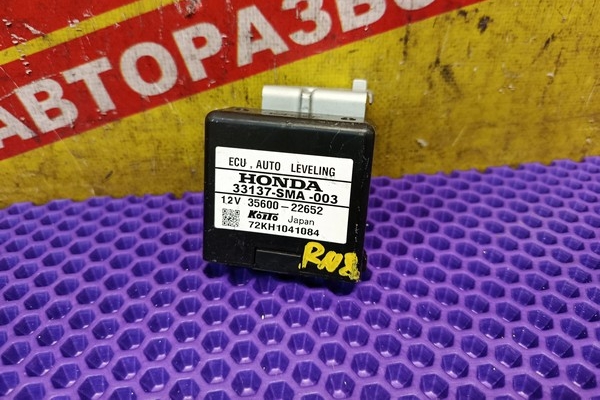 АВТОРАЗБО
ECU . AUTO LEVELING
HONDA
33137-SMA-003
12V 35600-22652
KOITO Japan
72KH1041084
RN8